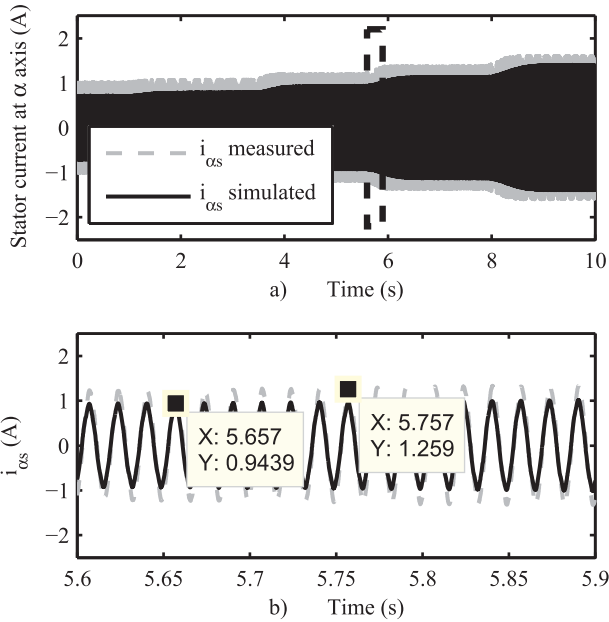 Stator current at α axis (A)
2
1
0
−1
−2
iαs measured
iαs simulated
0
2
4
6
8
10
a) Time (s)
iαs (A)
2
1
0
−1
−2
X: 5.657
Y: 0.9439
X: 5.757
Y: 1.259
5.6
5.65
5.7
5.75
5.8
5.85
5.9
b) Time (s)